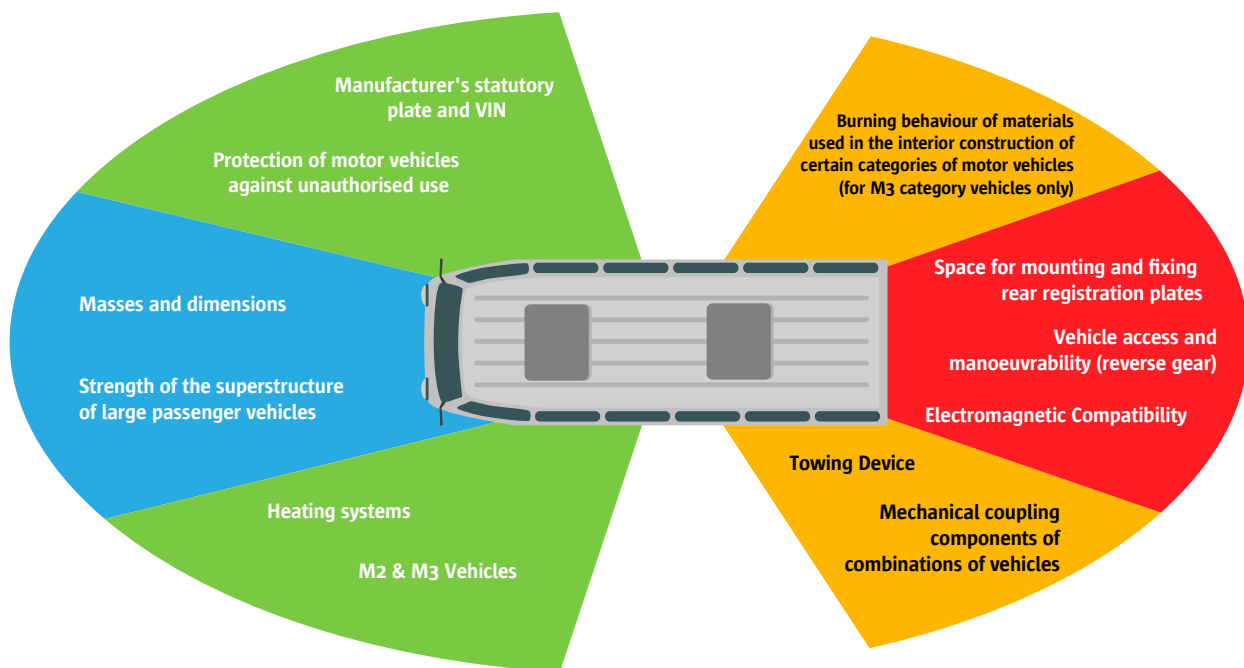 Manufacturer's statutory
plate and VIN
Protection of motor vehicles
against unauthorised use
Masses and dimensions
Strength of the superstructure
of large passenger vehicles
Heating systems
M2 & M3 Vehicles
Burning behaviour of materials
used in the interior construction of
certain categories of motor vehicles
(for M3 category vehicles only)
Space for mounting and fixing
rear registration plates
Vehicle access and
manoeuvrability (reverse gear)
Electromagnetic Compatibility
Towing Device
Mechanical coupling
components of
combinations of vehicles